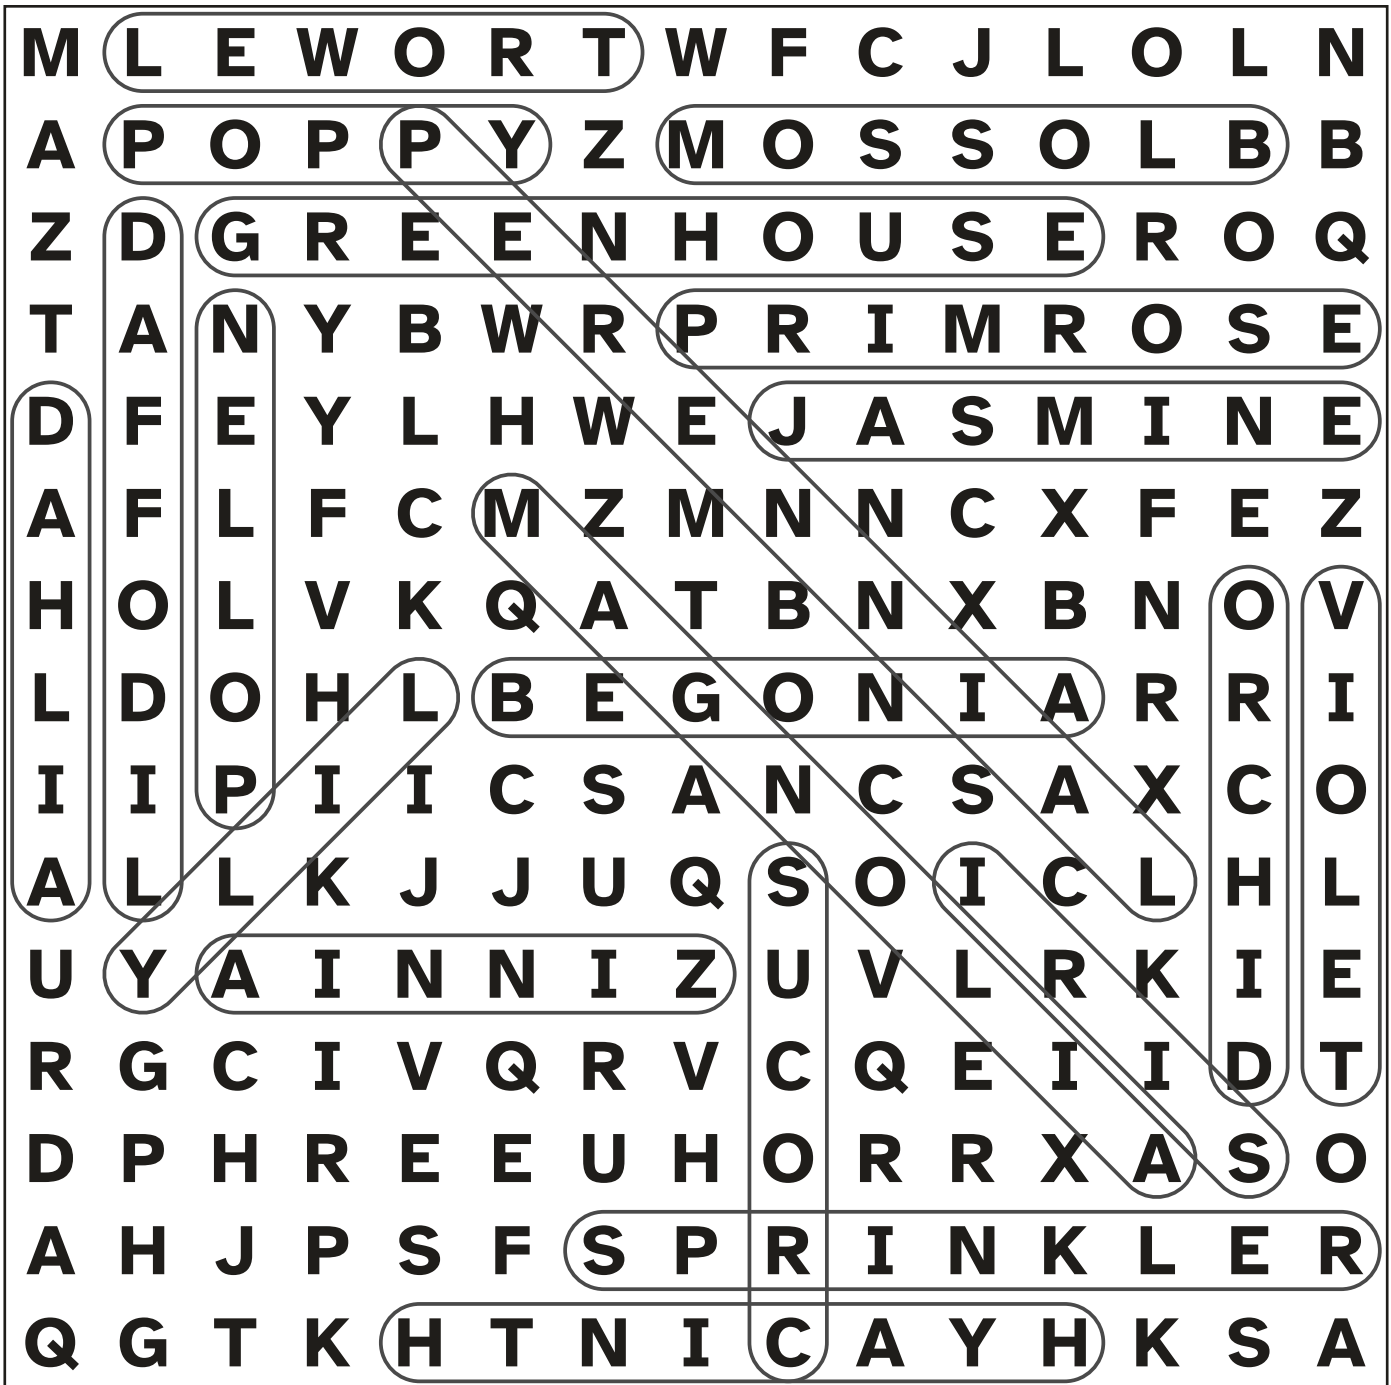 M L E W O R T W F C J L O L N
A P O P P Y Z M O S S O L B B
Z D G R E E N H O U S E R O Q
T A N Y B W R P R I M R O S E
D F E Y L H W E J A S M I N E
A F L F C M Z M N N C X F E Z
H O L V K Q A T B N X B N O V
L D O H L B E G O N I A R R I
I I P I I C S A N C S A X C O
A L L K J J U Q S O I C L H L
U Y A I N N I Z U V L R K I E
R G C I V Q R V C Q E I I D T
D P H R E E U H O R R X A S O
A H J P S F S P R I N K L E R
Q G T K H T N I C A Y H K S A